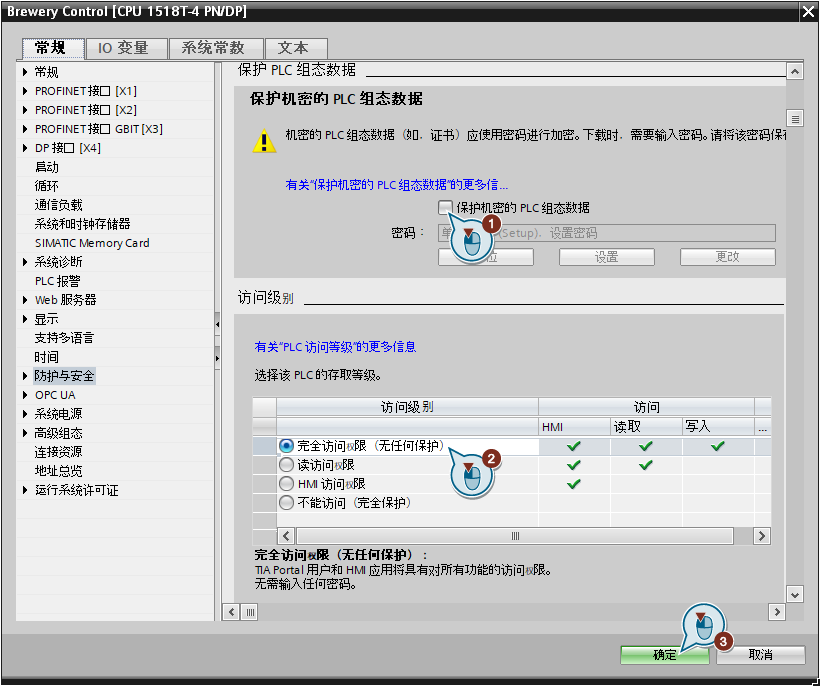 Brewery Control [CPU 1518T-4 PN/DP]
常规
IO 变量
系统常数
文本
常规
PROFINET接口 [X1]
PROFINET接口 [X2]
PROFINET接口 GBIT [X3]
DP 接口 [X4]
启动
循环
通信负载
系统和时钟存储器
SIMATIC Memory Card
系统诊断
PLC 报警
Web 服务器
显示
支持多语言
时间
防护与安全
OPC UA
系统电源
高级组态
连接资源
地址总览
运行系统许可证
保护 PLC 组态数据
保护机密的 PLC 组态数据
机密的 PLC 组态数据（如，证书）应使用密码进行加密。下载时，需要输入密码。请将该密码保
有关“保护机密的 PLC 组态数据”的更多信...
保护机密的 PLC 组态数据
1
密码：
(Setup)，设置密码
位
设置
更改
访问级别
有关“PLC 访问等级”的更多信息
选择该 PLC 的存取等级。
访问级别
访问
HMI
读取
写入
...
完全访问权限（无任何保护）
2
读访问权限
HMI 访问权限
不能访问（完全保护）
完全访问权限（无任何保护）：
TIA Portal 用户和 HMI 应用将具有对所有功能的访问权限。
无需输入任何密码。
3
确定
取消